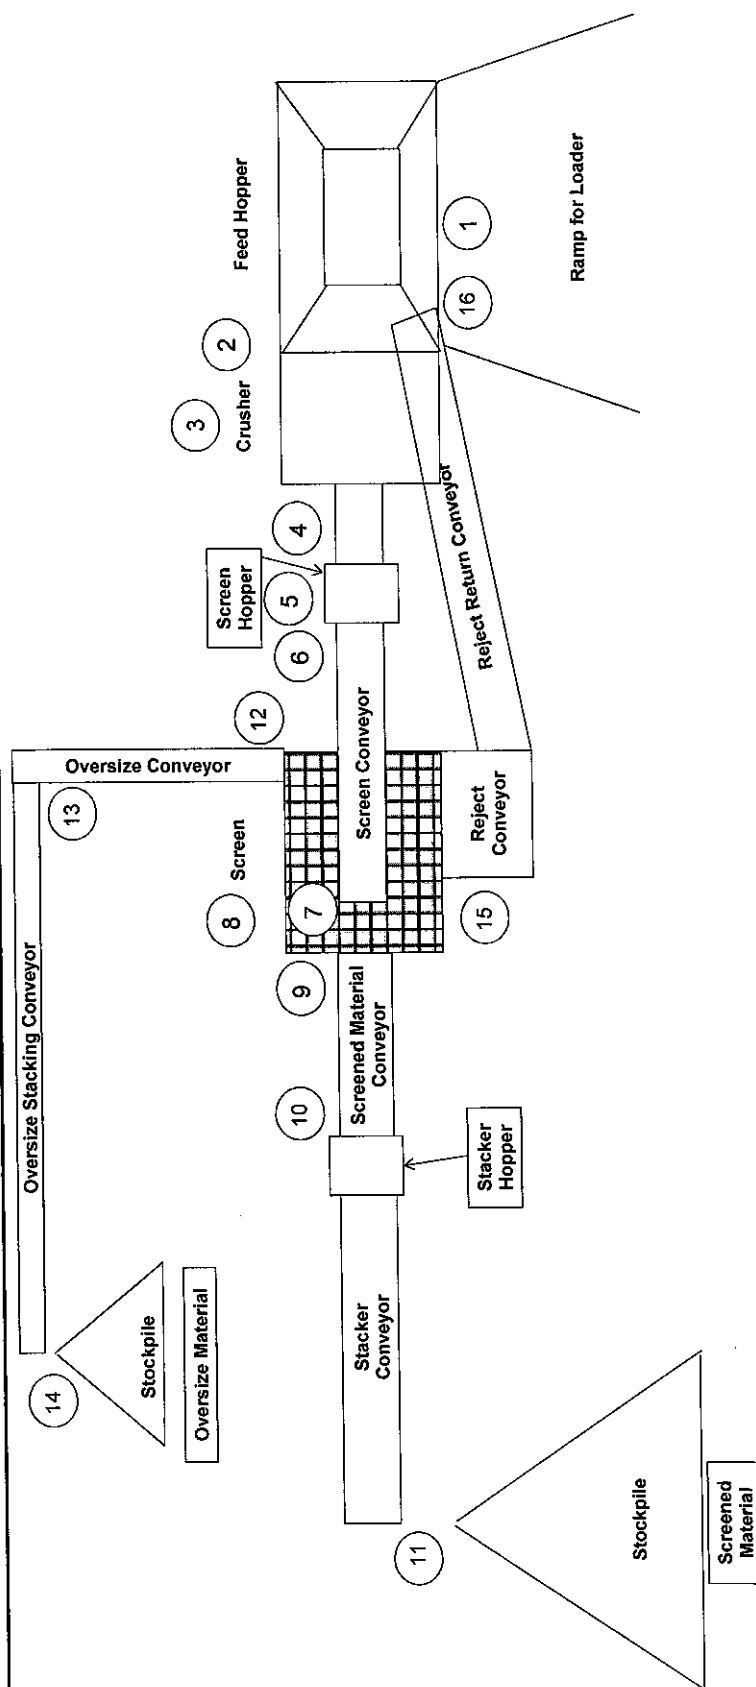 Oversize Stacking Conveyor
Oversize Conveyor
14
13
12
Stockpile
Oversize Material
8
Screen
Screen
Hopper
3
2
Crusher
Feed Hopper
9
10
7
6
5
4
Stacker
Conveyor
Screened Material
Conveyor
Screen Conveyor
11
Stacker
Hopper
15
Reject
Conveyor
Reject Return Conveyor
16
1
Ramp for Loader
Stockpile
Screened
Material